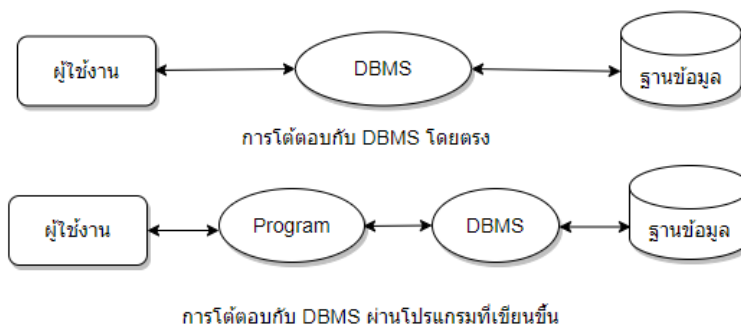 ผู้ใช้งาน
DBMS
ฐานข้อมูล
การโต้ตอบกับ DBMS โดยตรง
ผู้ใช้งาน
Program
DBMS
ฐานข้อมูล
การโต้ตอบกับ DBMS ผ่านโปรแกรมที่เขียนขึ้น